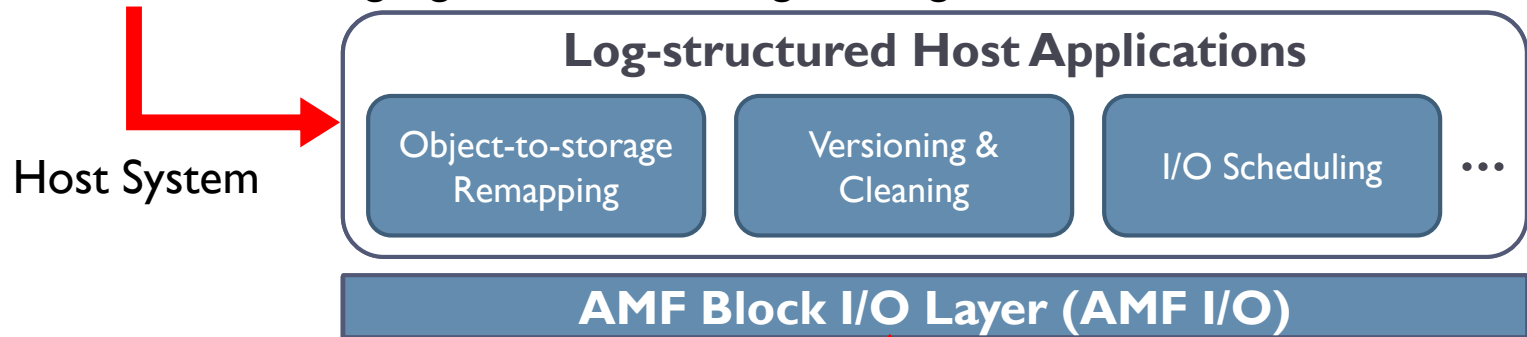 Log-structured Host Applications
Object-to-storage
Remapping
Versioning &
Cleaning
I/O Scheduling
...
Host System
AMF Block I/O Layer (AMF I/O)